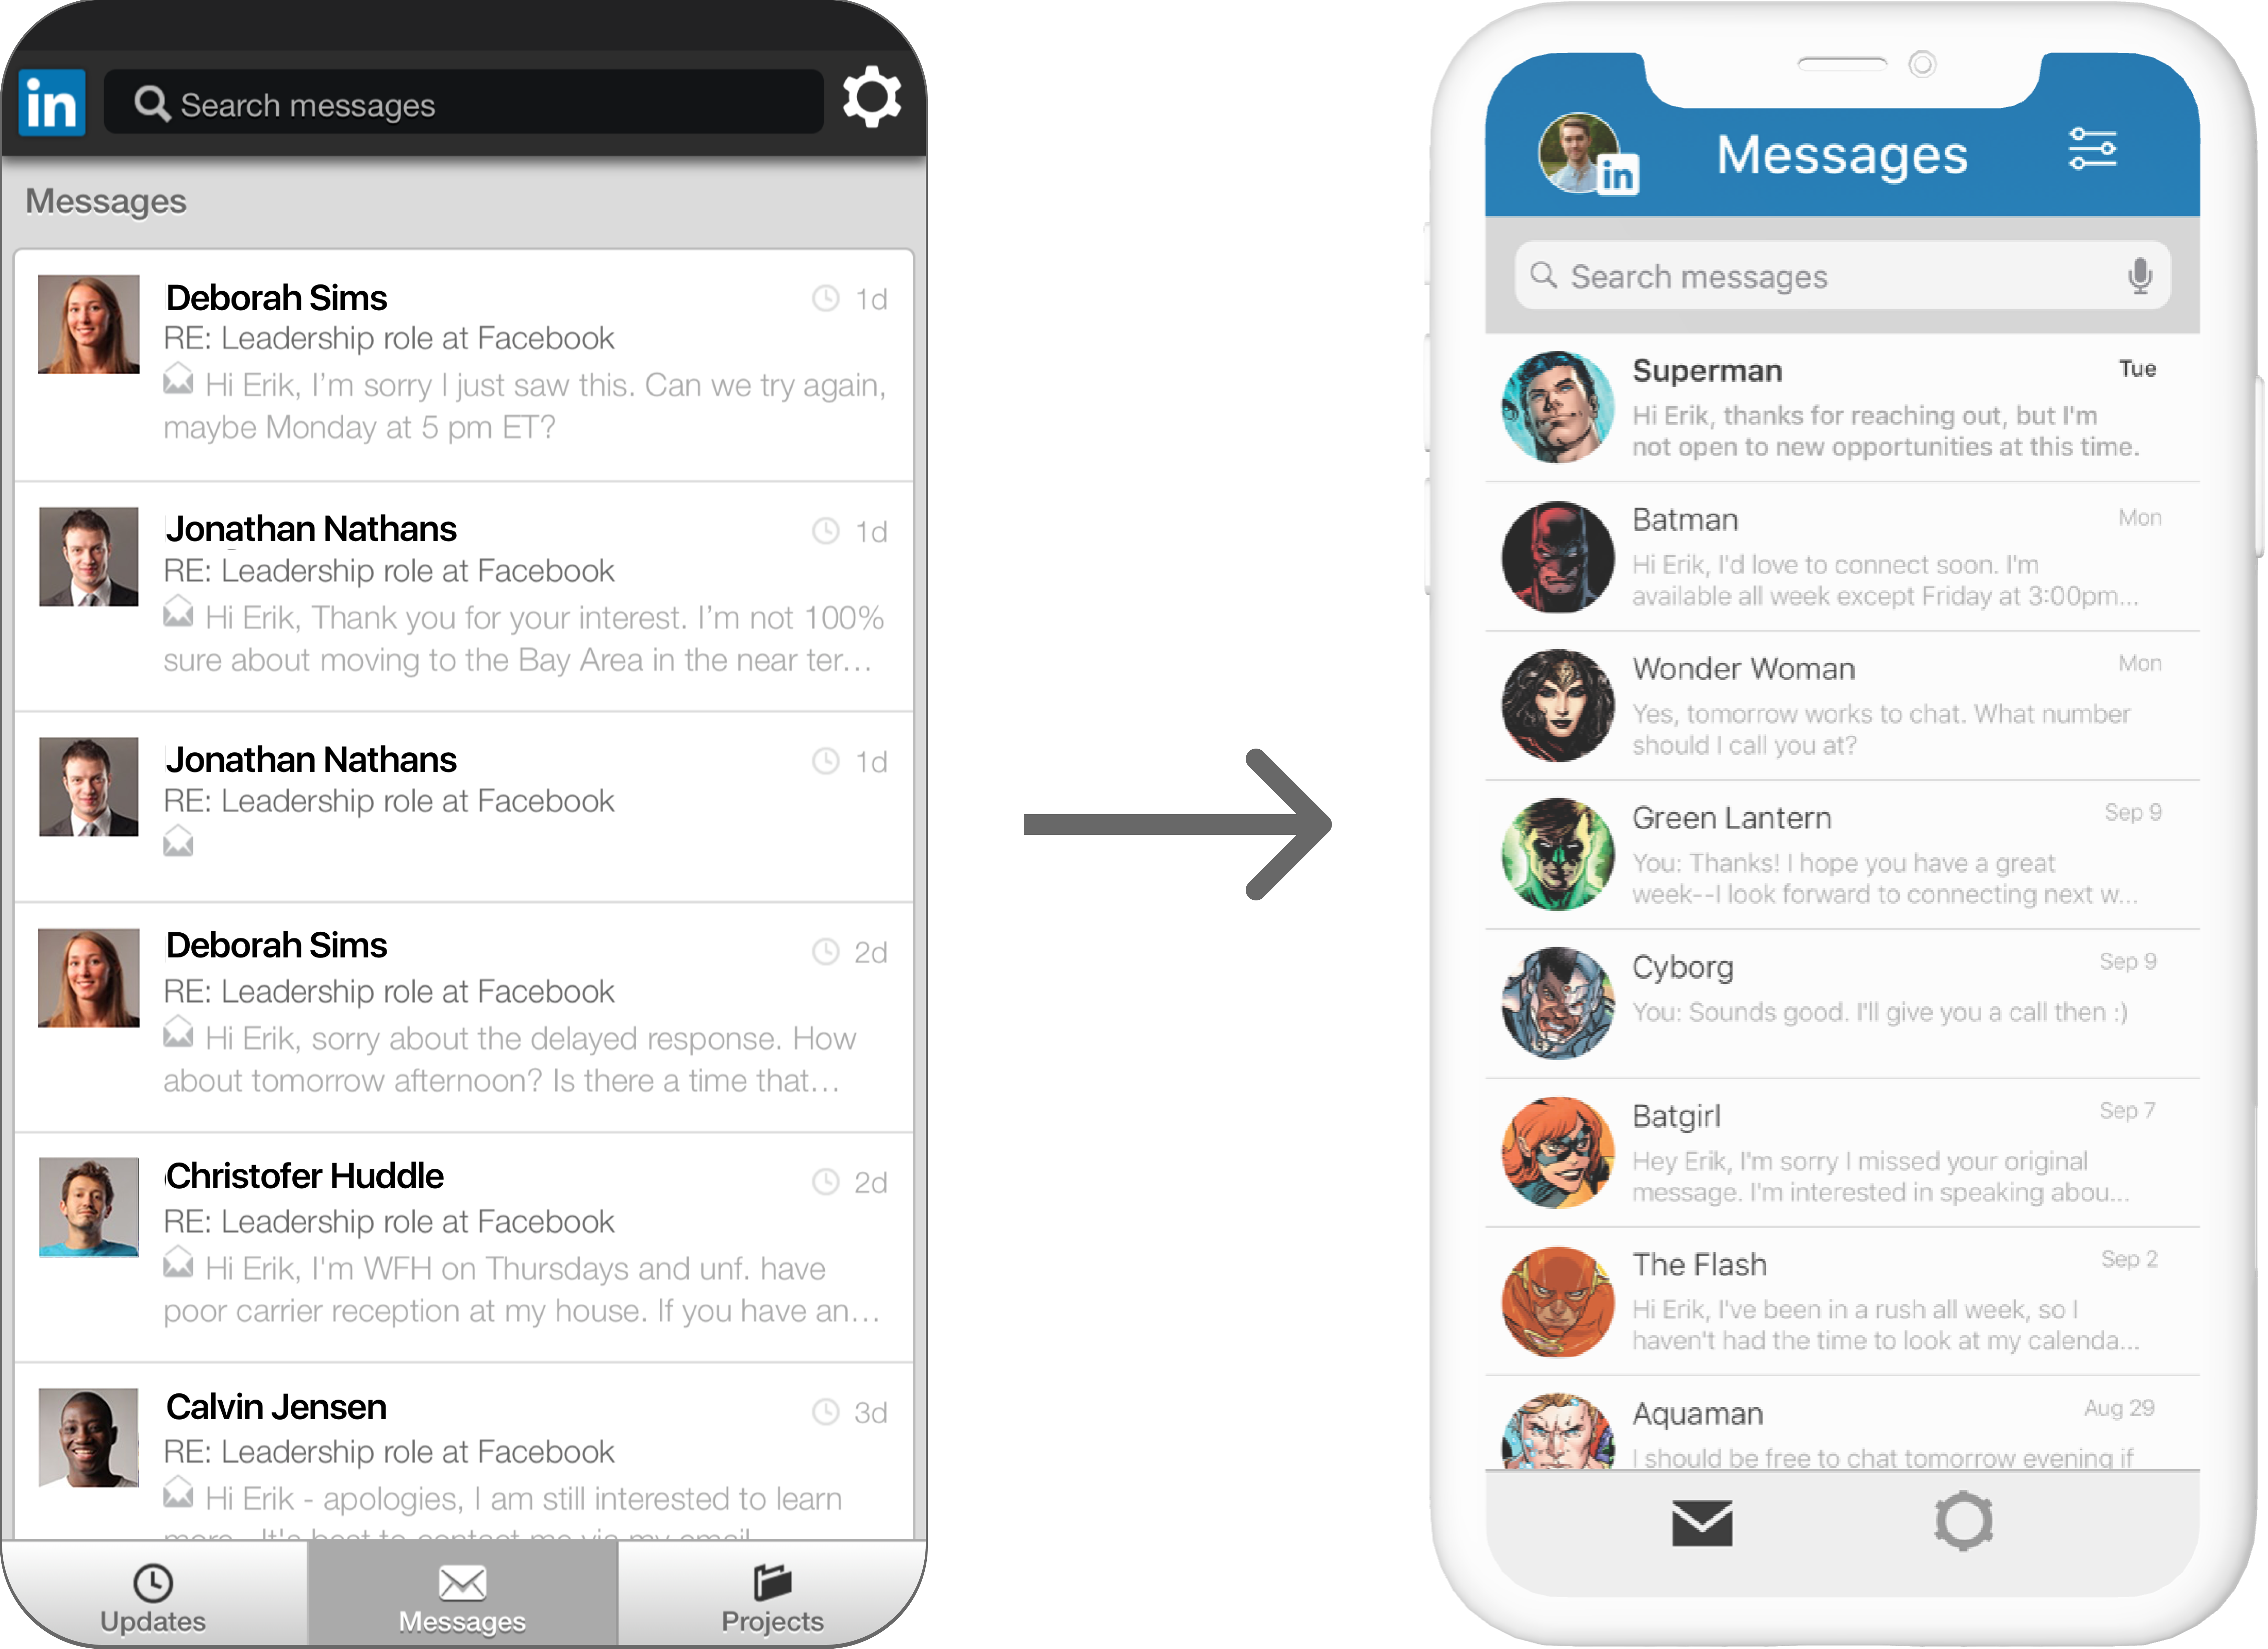 in
Search messages
Messages
Deborah Sims
1d
RE: Leadership role at Facebook
Hi Erik, I’m sorry I just saw this. Can we try again,
maybe Monday at 5 pm ET?
Jonathan Nathans
1d
RE: Leadership role at Facebook
Hi Erik, Thank you for your interest. I’m not 100%
sure about moving to the Bay Area in the near ter...
Jonathan Nathans
1d
RE: Leadership role at Facebook
Deborah Sims
2d
RE: Leadership role at Facebook
Hi Erik, sorry about the delayed response. How
about tomorrow afternoon? Is there a time that...
Christofer Huddle
2d
RE: Leadership role at Facebook
Hi Erik, I'm WFH on Thursdays and unf. have
poor carrier reception at my house. If you have an...
Calvin Jensen
3d
RE: Leadership role at Facebook
Hi Erik - apologies, I am still interested to learn
more. It's best to contact me via my email
Updates
Messages
Projects
in
Messages
Search messages
Superman
Tue
Hi Erik, thanks for reaching out, but I'm
not open to new opportunities at this time.
Batman
Mon
Hi Erik, I'd love to connect soon. I'm
available all week except Friday at 3:00pm...
Wonder Woman
Mon
Yes, tomorrow works to chat. What number
should I call you at?
Green Lantern
Sep 9
You: Thanks! I hope you have a great
week--I look forward to connecting next w...
Cyborg
Sep 9
You: Sounds good. I'll give you a call then :)
Batgirl
Sep 7
Hey Erik, I'm sorry I missed your original
message. I'm interested in speaking abou...
The Flash
Sep 2
Hi Erik, I've been in a rush all week, so I
haven't had the time to look at my calenda...
Aquaman
Aug 29
I should be free to chat tomorrow evening if